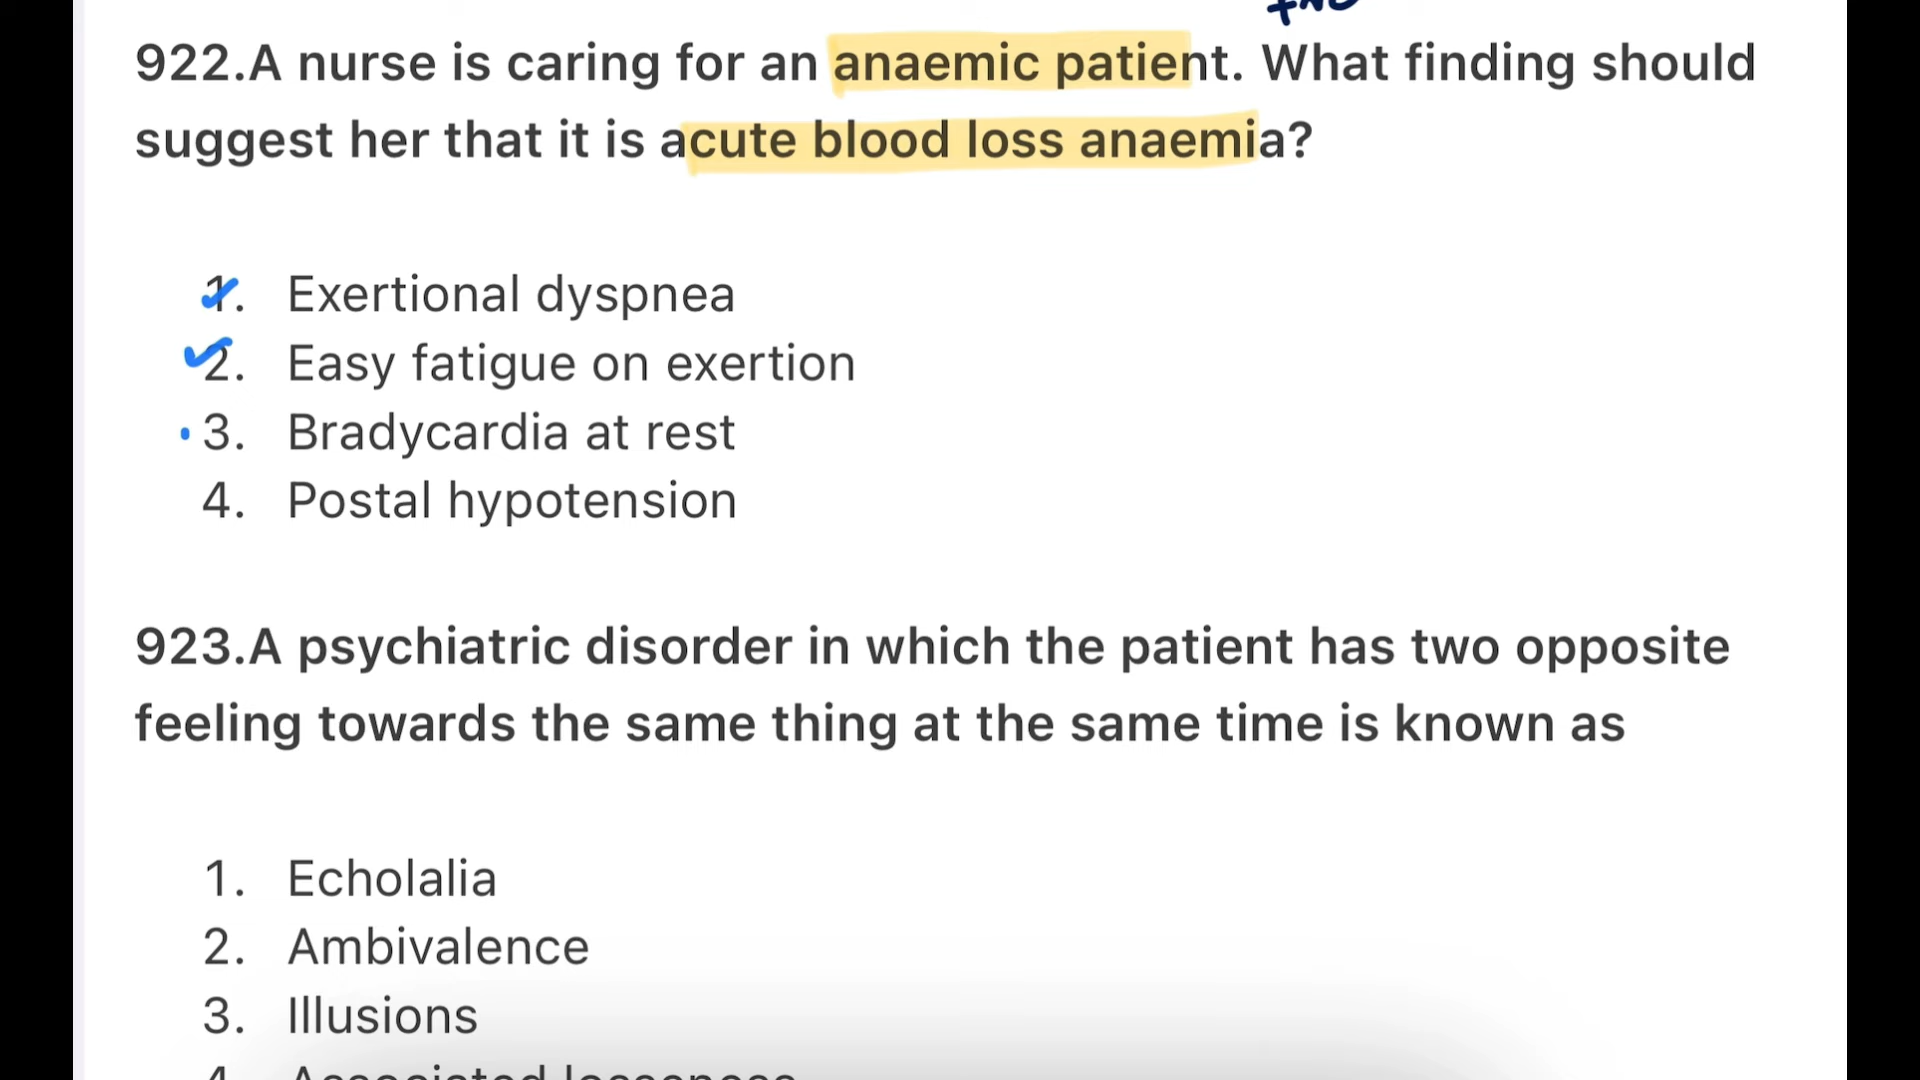 922.A nurse is caring for an anaemic patient. What finding should
suggest her that it is acute blood loss anaemia?
1. Exertional dyspnea
2. Easy fatigue on exertion
3. Bradycardia at rest
4. Postal hypotension
923.A psychiatric disorder in which the patient has two opposite
feeling towards the same thing at the same time is known as
1. Echolalia
2. Ambivalence
3. Illusions
4. Associated looseness